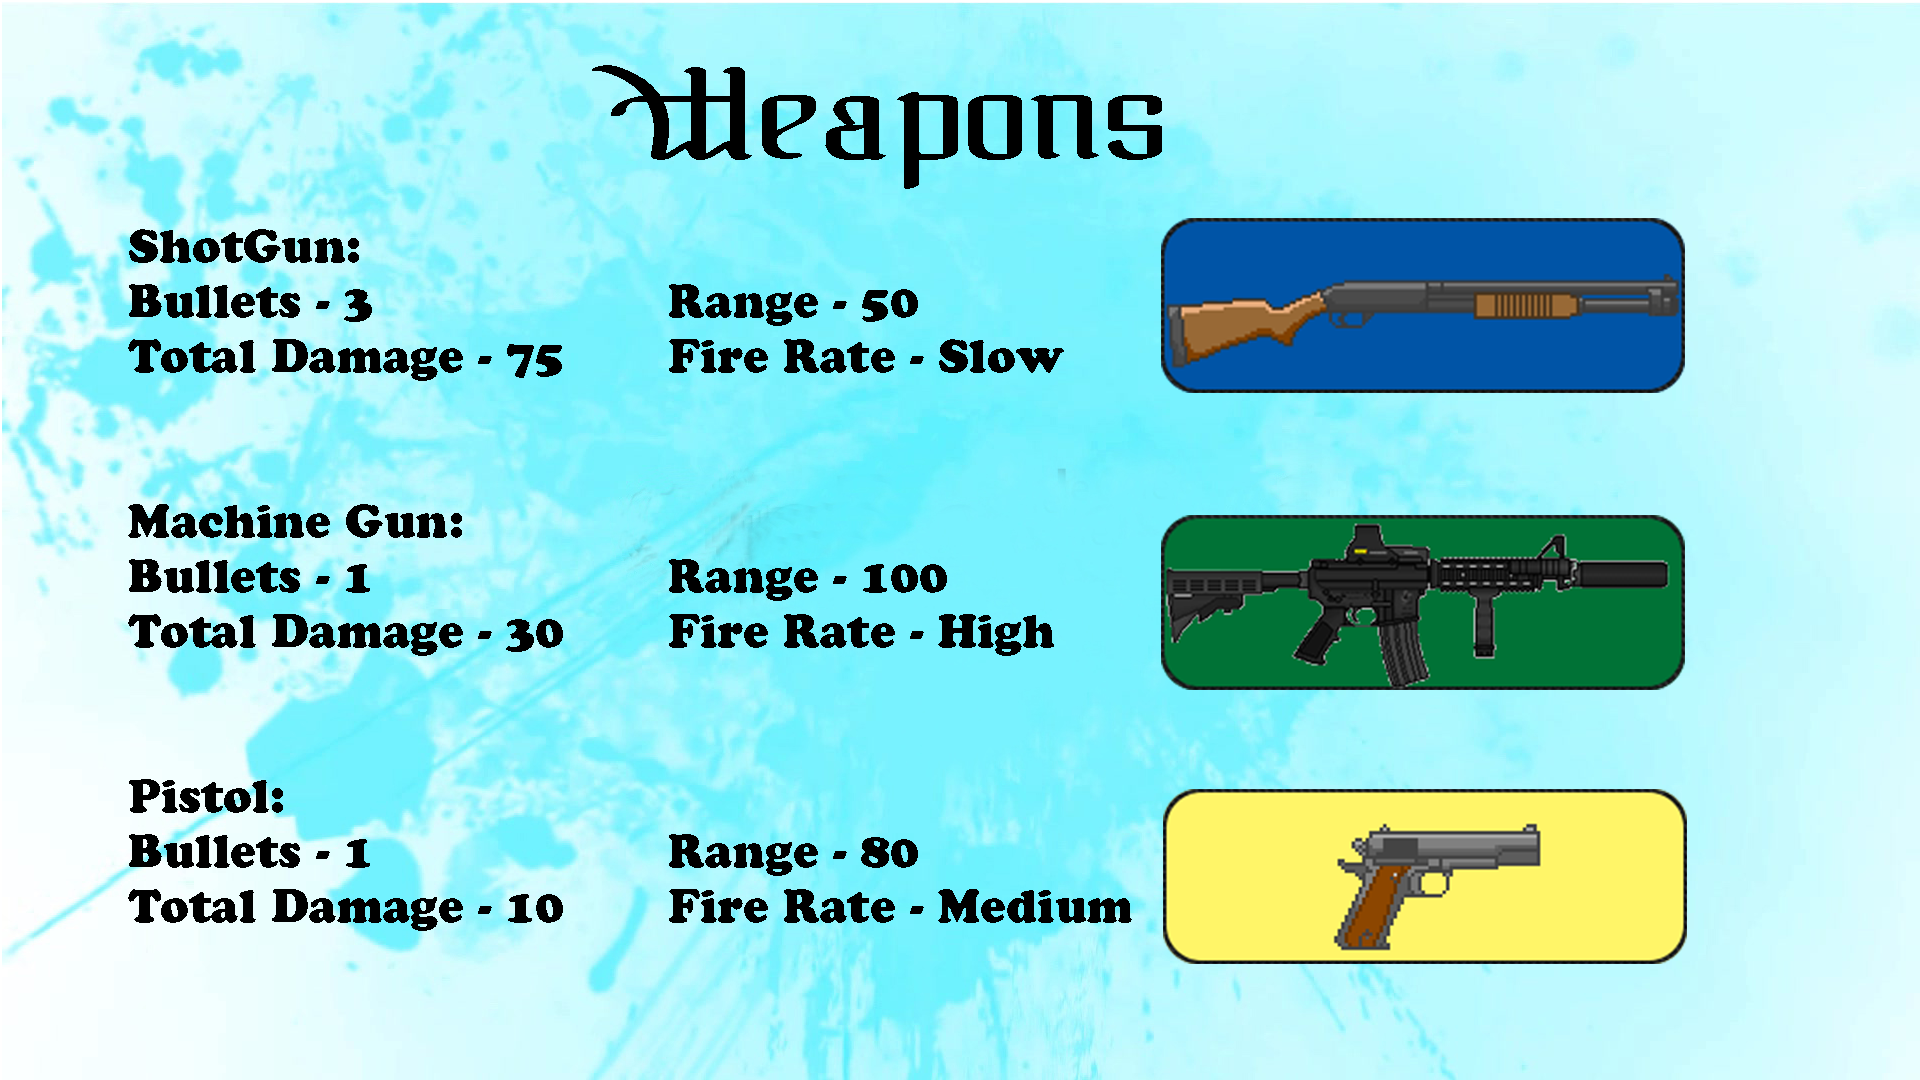 Weapons
ShotGun:
Bullets - 3 Range - 50
Total Damage - 75 Fire Rate - Slow
Machine Gun:
Bullets - 1 Range - 100
Total Damage - 30 Fire Rate - High
Pistol:
Bullets - 1 Range - 80
Total Damage - 10 Fire Rate - Medium